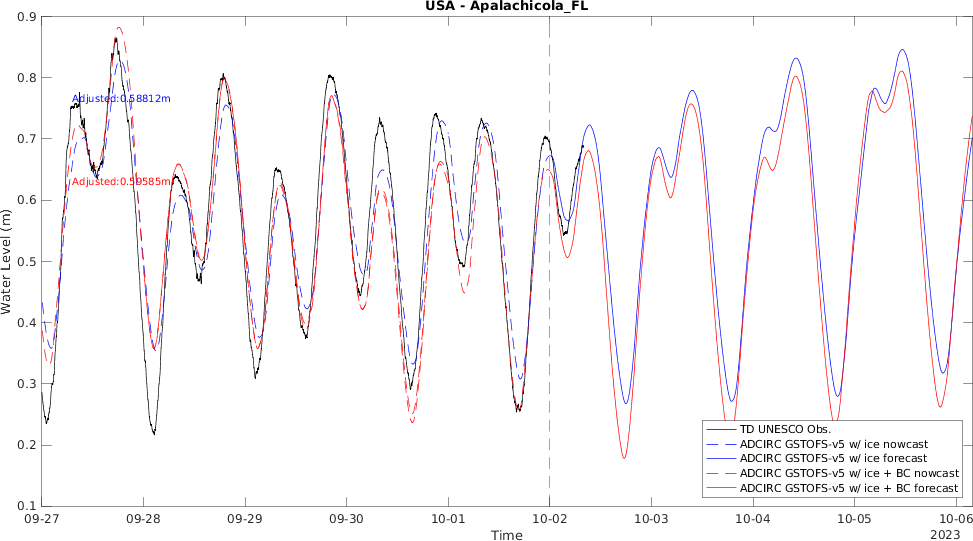 USA - Apalachicola_FL
0.9
0.8
0.7
0.6
0.5
0.4
0.3
0.2
0.1
Water Level (m)
Adjusted:0.58812m
Adjusted:0.59585m
TD UNESCO Obs.
ADCIRC GSTOFS-v5 w/ ice nowcast
ADCIRC GSTOFS-v5 w/ ice forecast
ADCIRC GSTOFS-v5 w/ ice + BC nowcast
ADCIRC GSTOFS-v5 w/ ice + BC forecast
09-27 09-28 09-29 09-30 10-01 10-02 10-03 10-04 10-05 10-06
Time 2023